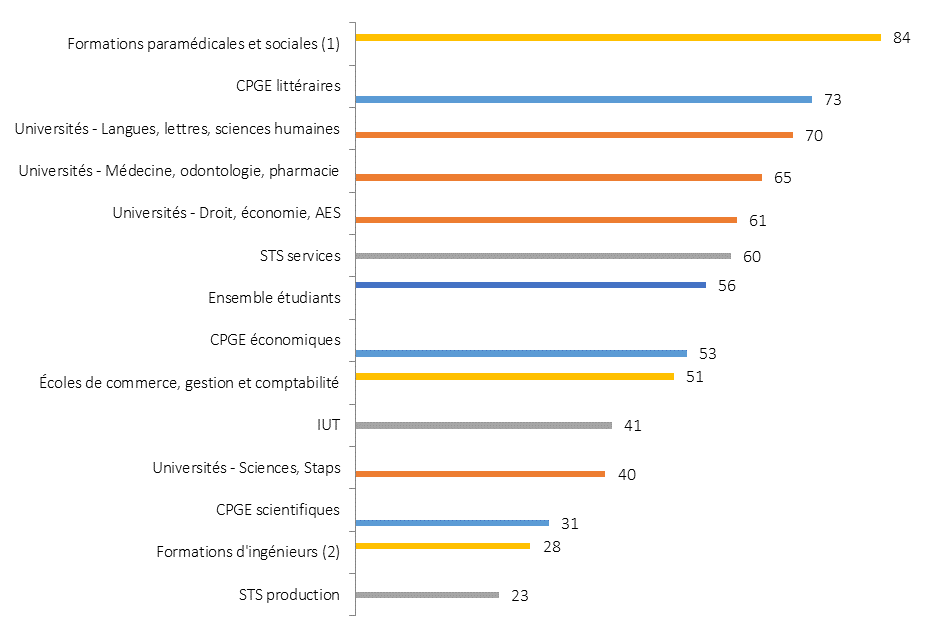 Formations paramédicales et sociales (1) 84
CPGE littéraires 73
Universités - Langues, lettres, sciences humaines 70
Universités - Médecine, odontologie, pharmacie 65
Universités - Droit, économie, AES 61
STS services 60
Ensemble étudiants 56
CPGE économiques 53
Écoles de commerce, gestion et comptabilité 51
IUT 41
Universités - Sciences, Staps 40
CPGE scientifiques 31
Formations d'ingénieurs (2) 28
STS production 23